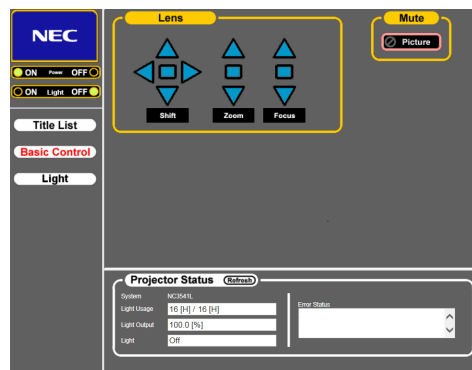 NEC
ON Power OFF
ON Light OFF
Title List
Basic Control
Light
Lens
Shift
Zoom
Focus
Mute
Picture
Projector Status Refresh
System NC3541L
Light Usage 16 [H] / 16 [H]
Light Output 100.0 [%]
Light Off
Error Status